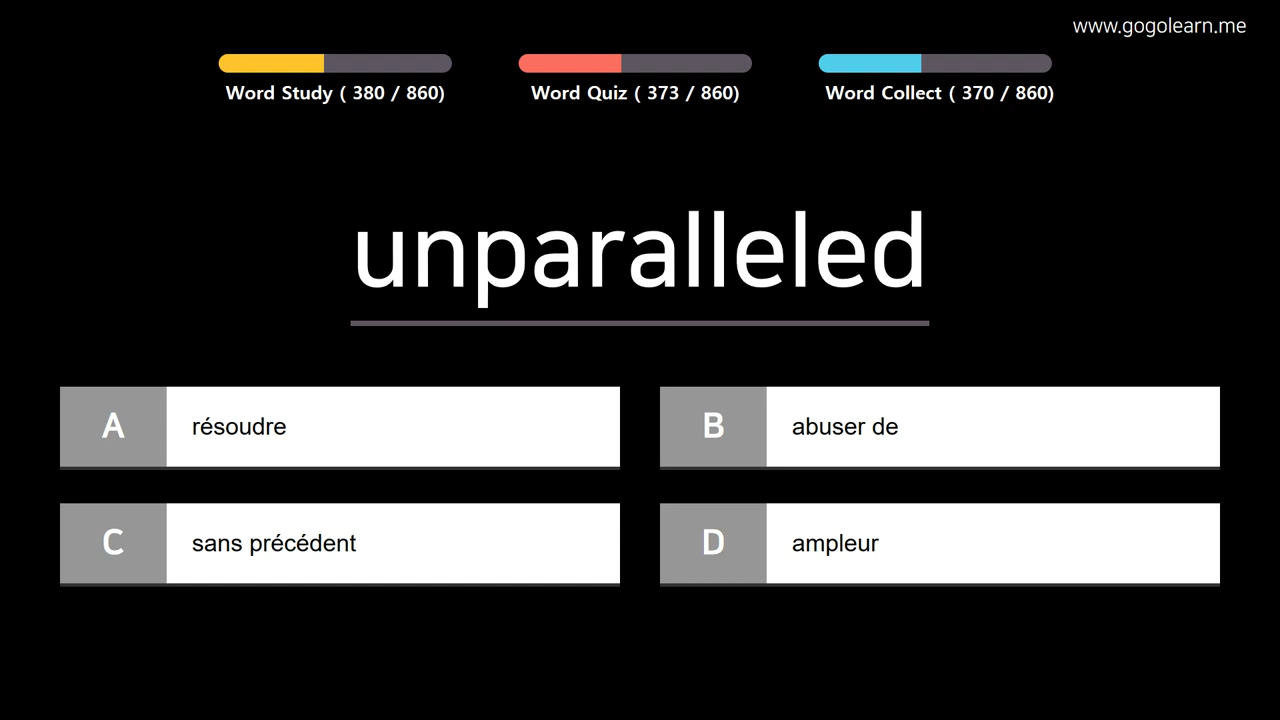 www.gogolearn.me
Word Study ( 380 / 860)
Word Quiz ( 373 / 860)
Word Collect ( 370 / 860)
unparalleled
A
résoudre
B
abuser de
C
sans précédent
D
ampleur